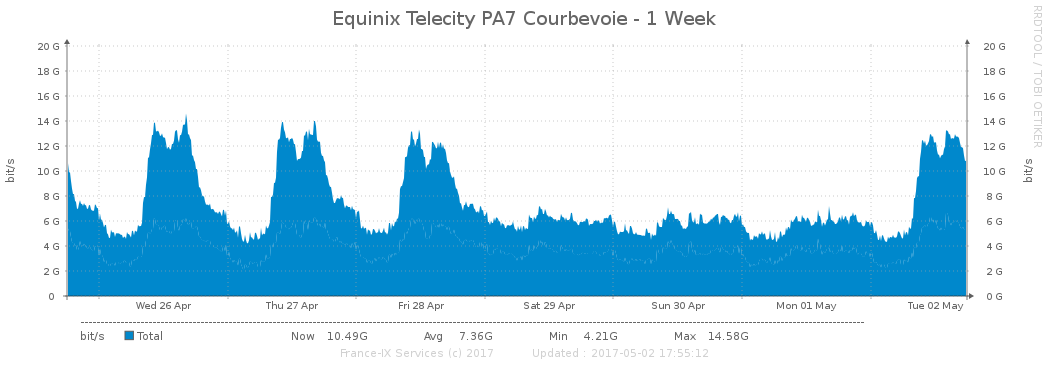 Equinix Telecity PA7 Courbevoie - 1 Week
RRDTOOL / TOBI OETIKER
20 G 20 G
18 G 18 G
16 G 16 G
14 G 14 G
12 G 12 G
10 G 10 G
8 G 8 G
6 G 6 G
4 G 4 G
2 G 2 G
0 0 G
bit/s bit/s
Wed 26 Apr Thu 27 Apr Fri 28 Apr Sat 29 Apr Sun 30 Apr Mon 01 May Tue 02 May
bit/s Total Now 10.49G Avg 7.36G Min 4.21G Max 14.58G
France-IX Services (c) 2017 Updated : 2017-05-02 17:55:12